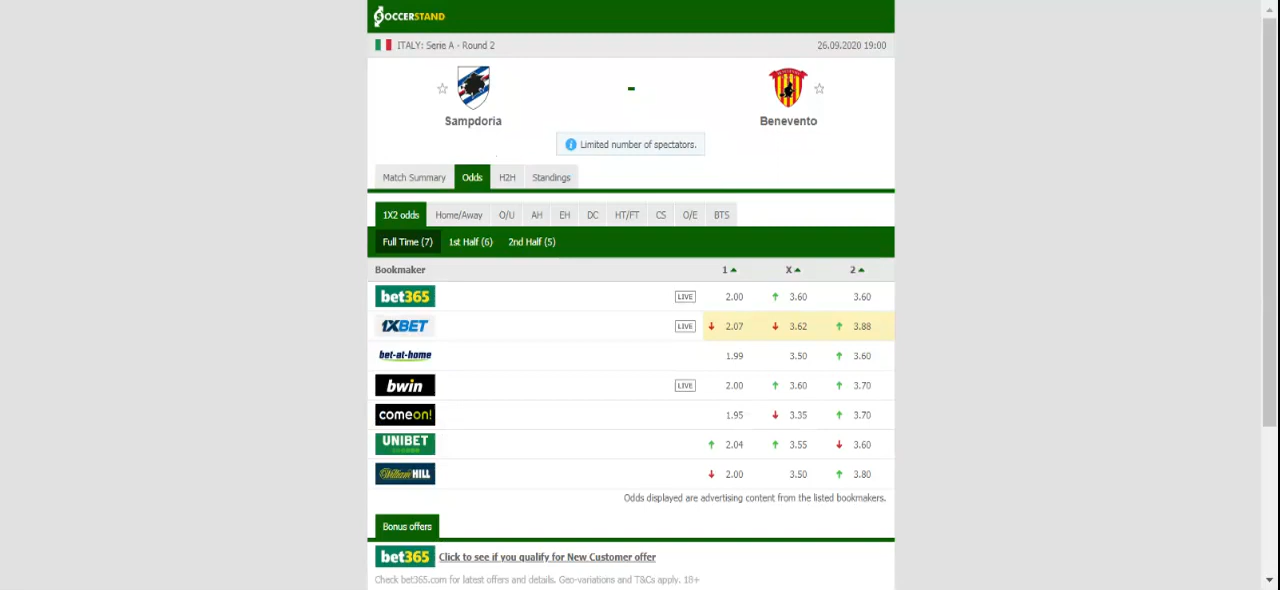 SOCCERSTAND
ITALY: Serie A - Round 2 26.09.2020 19:00
-
Sampdoria Benevento
Limited number of spectators.
Match Summary Odds H2H Standings
1X2 odds Home/Away O/U AH EH DC HT/FT CS O/E BTS
Full Time (7) 1st Half (6) 2nd Half (5)
Bookmaker 1 X 2
bet365 LIVE 2.00 3.60 3.60
1XBET LIVE 2.07 3.62 3.88
bet-at-home 1.99 3.50 3.60
bwin LIVE 2.00 3.60 3.70
comeon! 1.95 3.35 3.70
UNIBET 2.04 3.55 3.60
William HILL 2.00 3.50 3.80
Odds displayed are advertising content from the listed bookmakers.
Bonus offers
bet365 Click to see if you qualify for New Customer offer
Check bet365.com for latest offers and details. Geo-variations and T&Cs apply. 18+